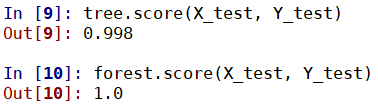 In [9]: tree.score(X_test, Y_test)
Out[9]: 0.998
In [10]: forest.score(X_test, Y_test)
Out[10]: 1.0